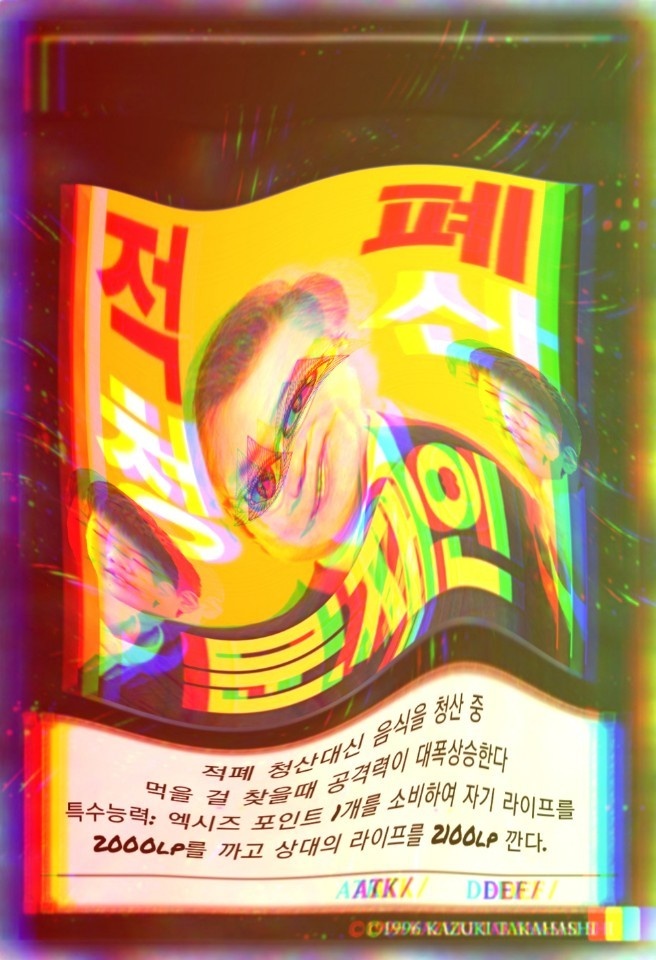 적 폐
청 산
문재인
적폐 청산대신 음식을 청산 중
먹을 걸 찾을때 공격력이 대폭상승한다
특수능력: 엑시즈 포인트 1개를 소비하여 자기 라이프를
2000LP를 까고 상대의 라이프를 2100LP 깐다.
ATK/ DEF/
©1996 KAZUKI TAKAHASHI